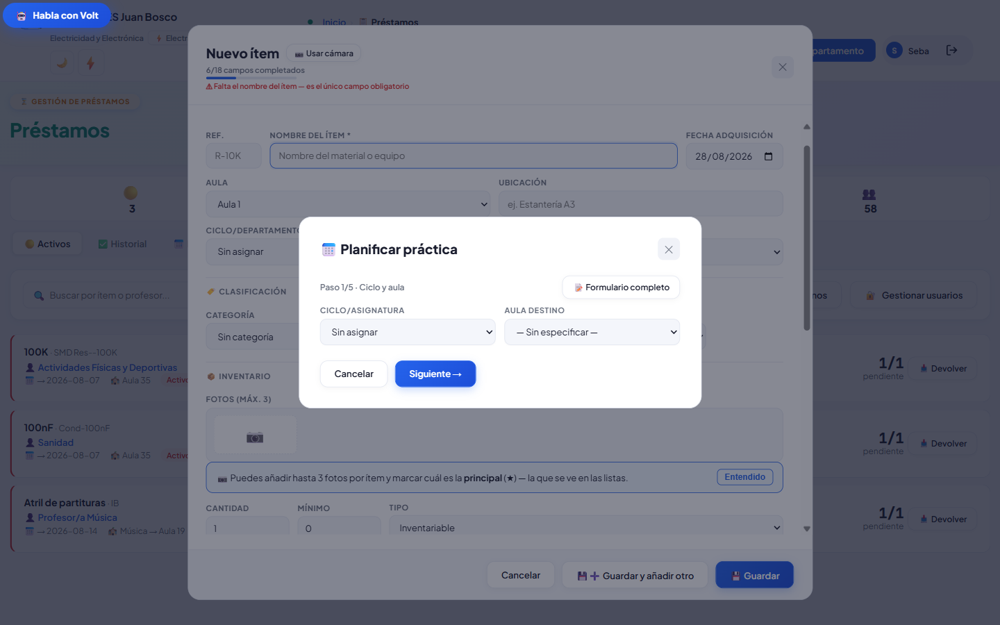 Habla con Volt
ES Juan Bosco
Electricidad y Electrónica
Electr
Inicio
Préstamos
partamento
S
Seba
GESTIÓN DE PRÉSTAMOS
Préstamos
3
58
Activos
Historial
Buscar por ítem o profesor...
nos
Gestionar usuarios
100K · SMD Res--100K
Actividades Físicas y Deportivas
→ 2026-08-07
Aula 35
Activo
1/1
pendiente
Devolver
100nF · Cond-100nF
Sanidad
→ 2026-08-07
Aula 35
Activo
1/1
pendiente
Devolver
Atril de partituras · IB
Profesor/a Música
→ 2026-08-14
Música → Aula 19
1/1
pendiente
Devolver
Nuevo ítem
Usar cámara
6/18 campos completados
⚠ Falta el nombre del ítem — es el único campo obligatorio
REF.
NOMBRE DEL ÍTEM *
FECHA ADQUISICIÓN
R-10K
Nombre del material o equipo
28/08/2026
AULA
UBICACIÓN
Aula 1
ej. Estantería A3
CICLO/DEPARTAMENTO
Sin asignar
CLASIFICACIÓN
CATEGORÍA
Sin categoría
INVENTARIO
FOTOS (MÁX. 3)
Puedes añadir hasta 3 fotos por ítem y marcar cuál es la principal (★) — la que se ve en las listas.
Entendido
CANTIDAD
MÍNIMO
TIPO
1
0
Inventariable
Cancelar
Guardar y añadir otro
Guardar
Planificar práctica
Paso 1/5 · Ciclo y aula
Formulario completo
CICLO/ASIGNATURA
AULA DESTINO
Sin asignar
— Sin especificar —
Cancelar
Siguiente →